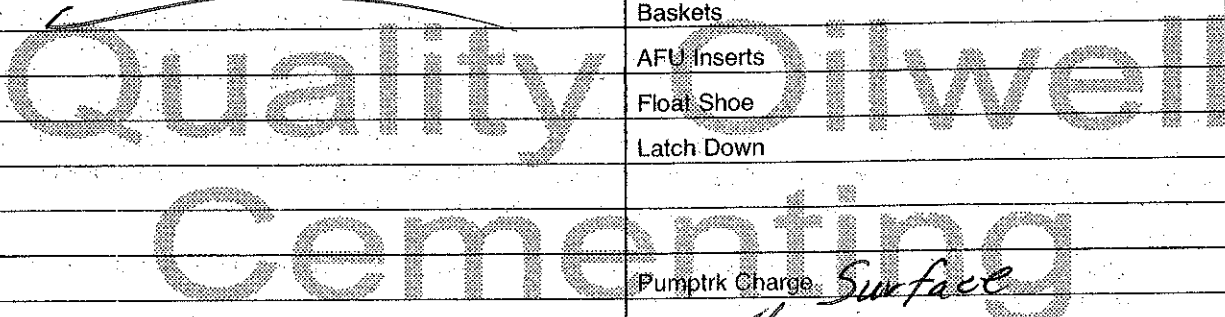 Baskets
Quality Oilwell
AFU Inserts
Float Shoe
Latch Down
Cementing
Pumptrk Charge Surface